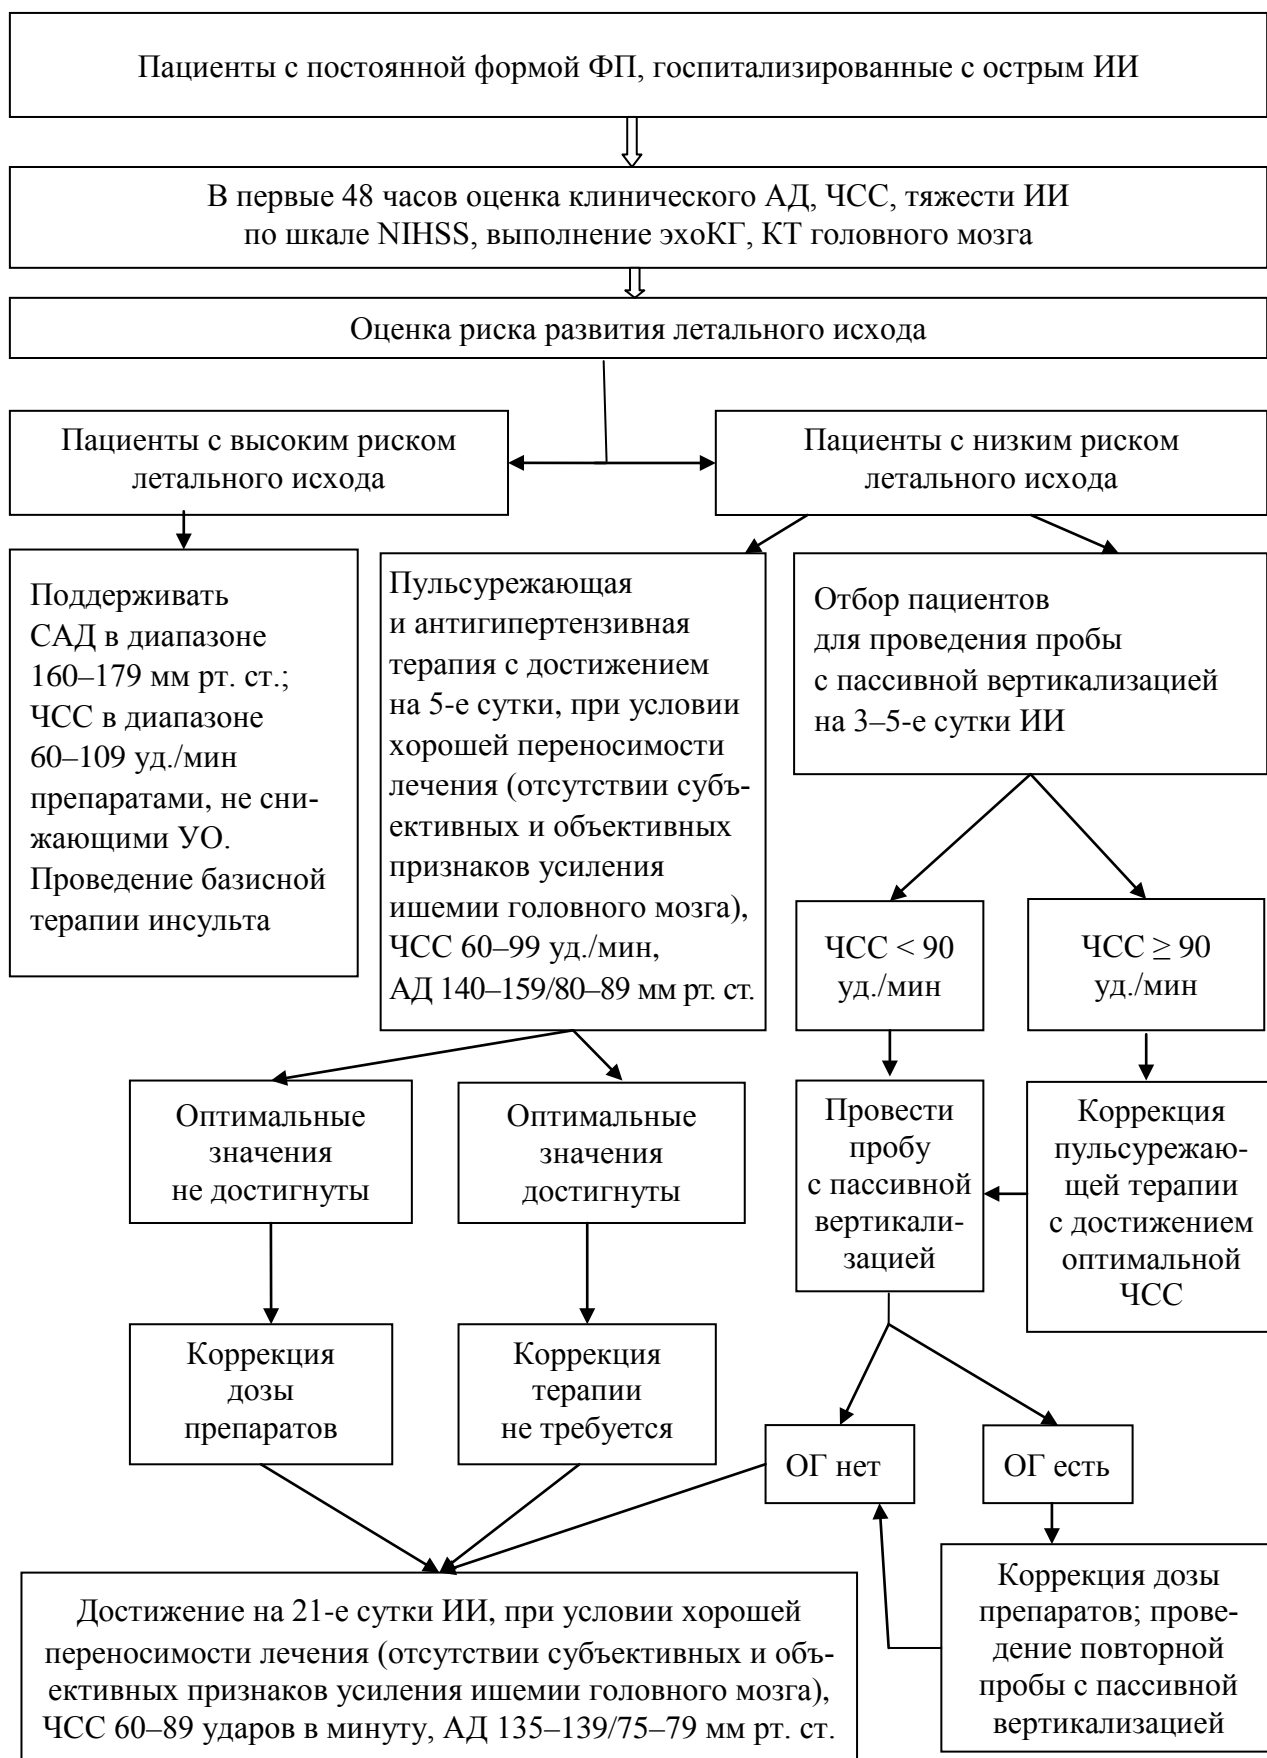 Пациенты с постоянной формой ФП, госпитализированные с острым ИИ
В первые 48 часов оценка клинического АД, ЧСС, тяжести ИИ
по шкале NIHSS, выполнение эхоКГ, КТ головного мозга
Оценка риска развития летального исхода
Пациенты с высоким риском
летального исхода
Пациенты с низким риском
летального исхода
Поддерживать
САД в диапазоне
160–179 мм рт. ст.;
ЧСС в диапазоне
60–109 уд./мин
препаратами, не сни-
жающими УО.
Проведение базисной
терапии инсульта
Пульсурежающая
и антигипертензивная
терапия с достижением
на 5-е сутки, при условии
хорошей переносимости
лечения (отсутствии субъ-
ективных и объективных
признаков усиления
ишемии головного мозга),
ЧСС 60–99 уд./мин,
АД 140–159/80–89 мм рт. ст.
Отбор пациентов
для проведения пробы
с пассивной вертикализацией
на 3–5-е сутки ИИ
ЧСС < 90
уд./мин
ЧСС ≥ 90
уд./мин
Оптимальные
значения
не достигнуты
Оптимальные
значения
достигнуты
Провести
пробу
с пассивной
вертикали-
зацией
Коррекция
пульсурежаю-
щей терапии
с достижением
оптимальной
ЧСС
Коррекция
дозы
препаратов
Коррекция
терапии
не требуется
ОГ нет
ОГ есть
Достижение на 21-е сутки ИИ, при условии хорошей
переносимости лечения (отсутствии субъективных и объ-
ективных признаков усиления ишемии головного мозга),
ЧСС 60–89 ударов в минуту, АД 135–139/75–79 мм рт. ст.
Коррекция дозы
препаратов; прове-
дение повторной
пробы с пассивной
вертикализацией